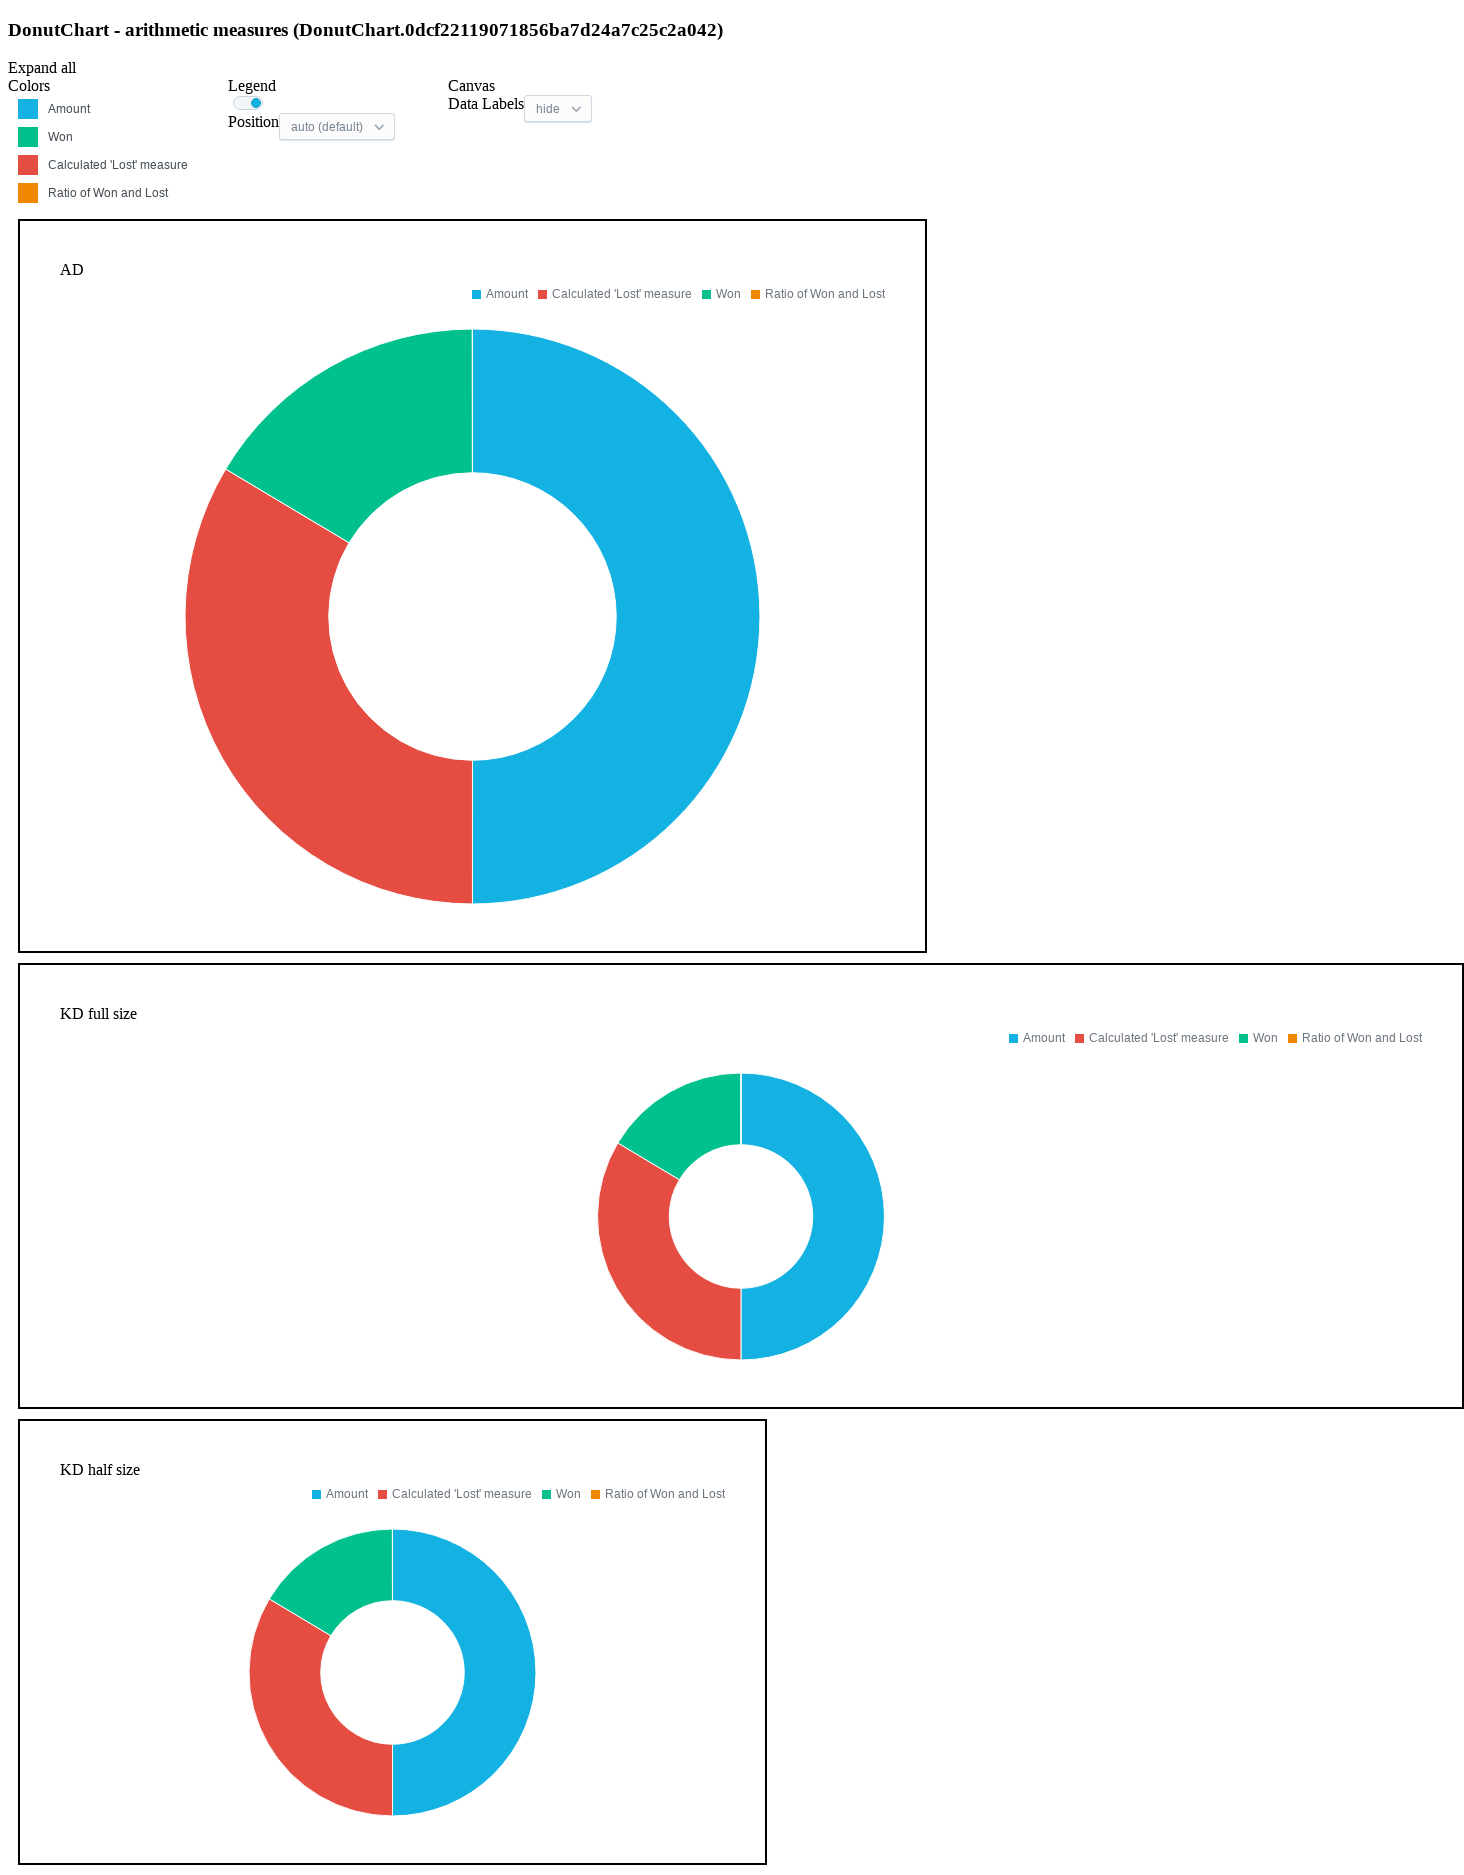 DonutChart - arithmetic measures (DonutChart.0dcf22119071856ba7d24a7c25c2a042)
Expand all
Colors
Amount
Won
Calculated 'Lost' measure
Ratio of Won and Lost
Legend
Position auto (default)
Canvas
Data Labels hide
AD
Amount Calculated 'Lost' measure Won Ratio of Won and Lost
KD full size
Amount Calculated 'Lost' measure Won Ratio of Won and Lost
KD half size
Amount Calculated 'Lost' measure Won Ratio of Won and Lost